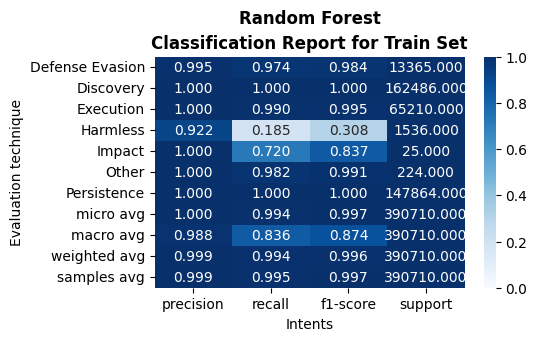 Random Forest
Classification Report for Train Set
Evaluation technique
Defense Evasion 0.995 0.974 0.984 13365.000
Discovery 1.000 1.000 1.000 162486.000
Execution 1.000 0.990 0.995 65210.000
Harmless 0.922 0.185 0.308 1536.000
Impact 1.000 0.720 0.837 25.000
Other 1.000 0.982 0.991 224.000
Persistence 1.000 1.000 1.000 147864.000
micro avg 1.000 0.994 0.997 390710.000
macro avg 0.988 0.836 0.874 390710.000
weighted avg 0.999 0.994 0.996 390710.000
samples avg 0.999 0.995 0.997 390710.000
precision recall f1-score support
Intents
1.0
0.8
0.6
0.4
0.2
0.0